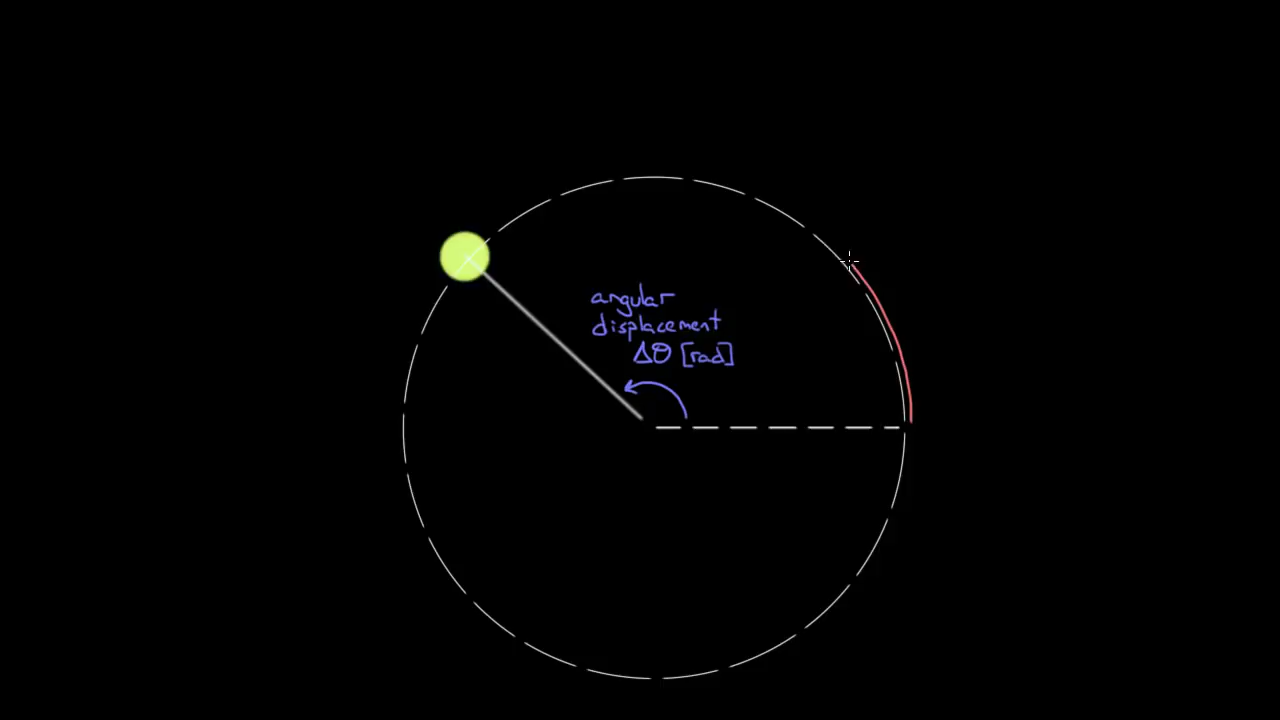 angular
displacement
Δθ [rad]